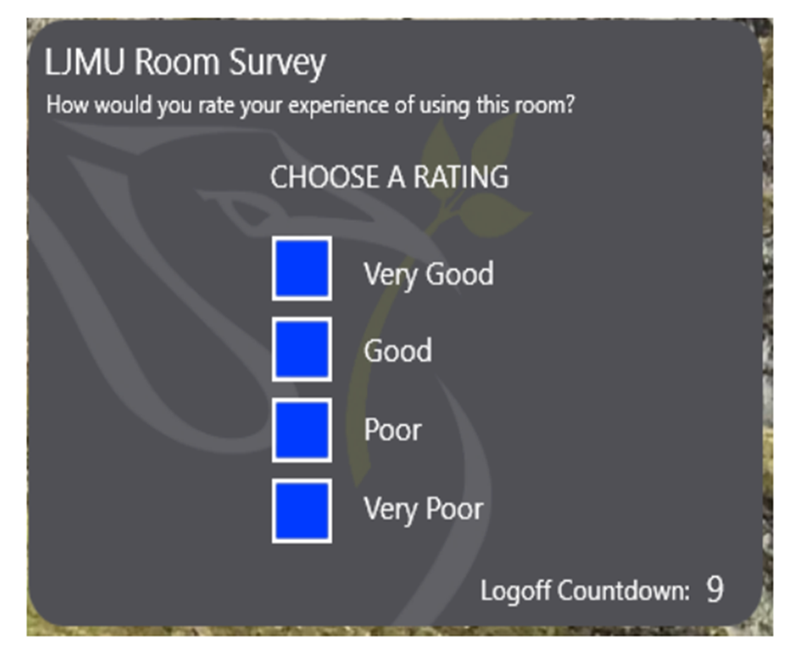 LJMU Room Survey
How would you rate your experience of using this room?
CHOOSE A RATING
Very Good
Good
Poor
Very Poor
Logoff Countdown: 9